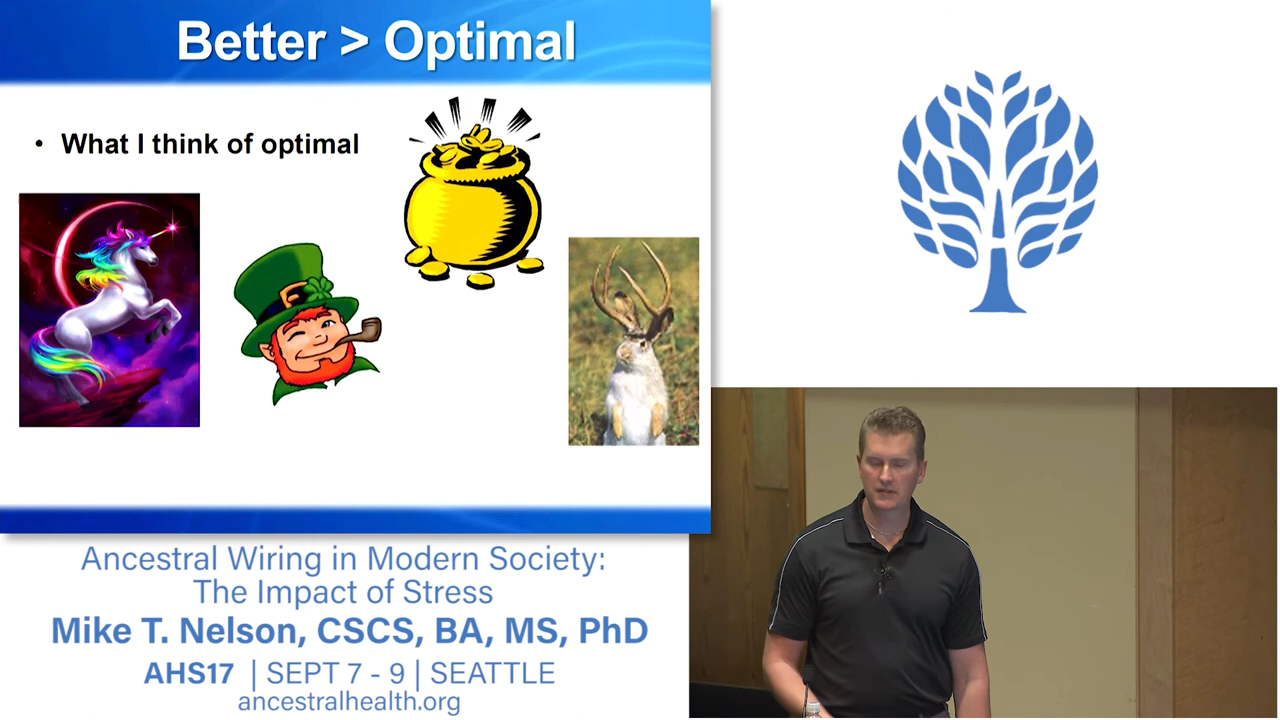 Better > Optimal
• What I think of optimal
Ancestral Wiring in Modern Society:
The Impact of Stress
Mike T. Nelson, CSCS, BA, MS, PhD
AHS17 | SEPT 7 - 9 | SEATTLE
ancestralhealth.org